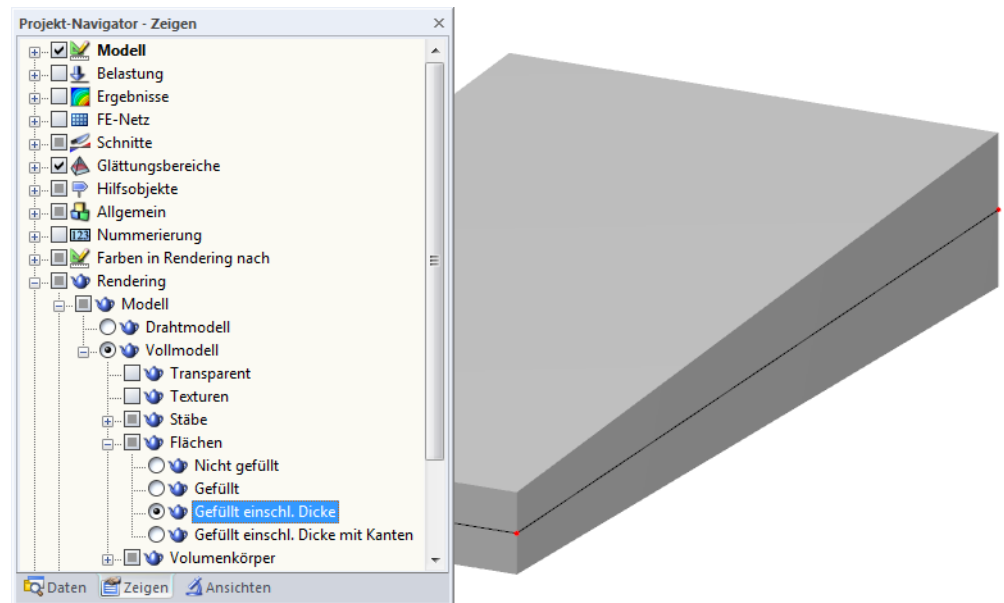 Projekt-Navigator - Zeigen
Modell
Belastung
Ergebnisse
FE-Netz
Schnitte
Glättungsbereiche
Hilfsobjekte
Allgemein
123 Nummerierung
Farben in Rendering nach
Rendering
Modell
Drahtmodell
Vollmodell
Transparent
Texturen
Stäbe
Flächen
Nicht gefüllt
Gefüllt
Gefüllt einschl. Dicke
Gefüllt einschl. Dicke mit Kanten
Volumenkörper
Daten Zeigen Ansichten